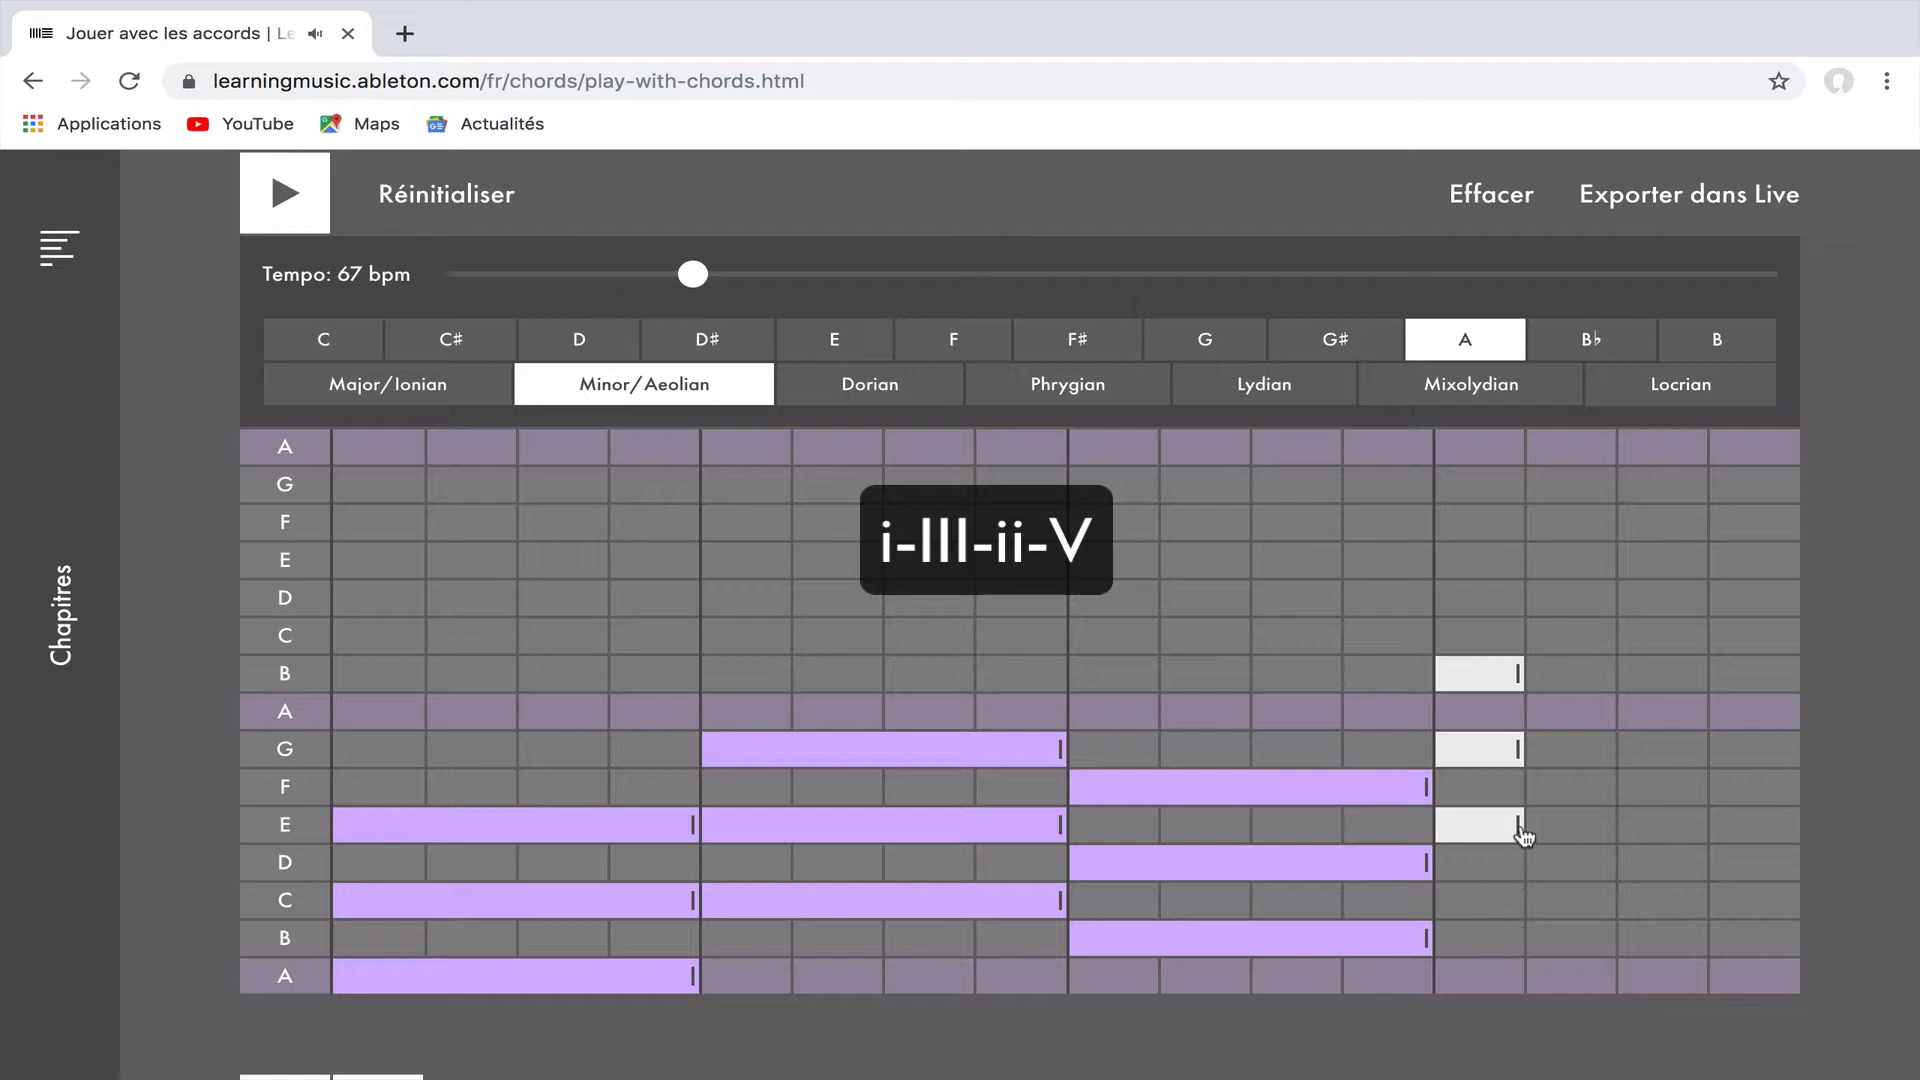 Jouer avec les accords | Le
learningmusic.ableton.com/fr/chords/play-with-chords.html
Applications YouTube Maps Actualités
Réinitialiser Effacer Exporter dans Live
Tempo: 67 bpm
C C♯ D D♯ E F F♯ G G♯ A B♭ B
Major/Ionian Minor/Aeolian Dorian Phrygian Lydian Mixolydian Locrian
Chapitres
A
G
F
E
D
C
B
A
G
F
E
D
C
B
A
i-III-ii-V